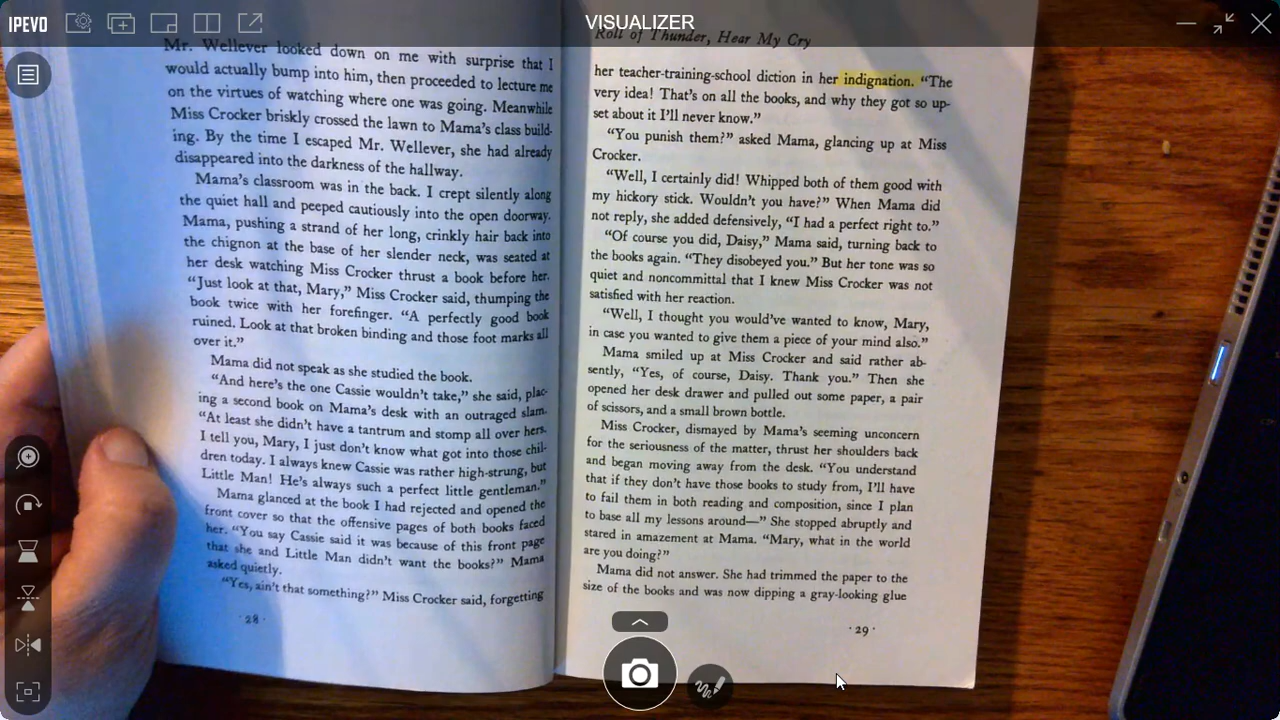 IPEVO
VISUALIZER
Mr. Wellever looked down on me with surprise that I
would actually bump into him, then proceeded to lecture me
on the virtues of watching where one was going. Meanwhile
Miss Crocker briskly crossed the lawn to Mama's class build-
ing. By the time I escaped Mr. Wellever, she had already
disappeared into the darkness of the hallway.
Mama's classroom was in the back. I crept silently along
the quiet hall and peeped cautiously into the open doorway.
Mama, pushing a strand of her long, crinkly hair back into
the chignon at the base of her slender neck, was seated at
her desk watching Miss Crocker thrust a book before her.
"Just look at that, Mary," Miss Crocker said, thumping the
book twice with her forefinger. "A perfectly good book
ruined. Look at that broken binding and those foot marks all
over it."
Mama did not speak as she studied the book.
"And here's the one Cassie wouldn't take," she said, plac-
ing a second book on Mama's desk with an outraged slam.
"At least she didn't have a tantrum and stomp all over hers.
I tell you, Mary, I just don't know what got into those chil-
dren today. I always knew Cassie was rather high-strung, but
Little Man! He's always such a perfect little gentleman."
Mama glanced at the book I had rejected and opened the
front cover so that the offensive pages of both books faced
her. "You say Cassie said it was because of this front page
that she and Little Man didn't want the books?" Mama
asked quietly.
"Yes, ain't that something?" Miss Crocker said, forgetting
· 28 ·
Roll of Thunder, Hear My Cry
her teacher-training-school diction in her indignation. "The
very idea! That's on all the books, and why they got so up-
set about it I'll never know."
"You punish them?" asked Mama, glancing up at Miss
Crocker.
"Well, I certainly did! Whipped both of them good with
my hickory stick. Wouldn't you have?" When Mama did
not reply, she added defensively, "I had a perfect right to."
"Of course you did, Daisy," Mama said, turning back to
the books again. "They disobeyed you." But her tone was so
quiet and noncommittal that I knew Miss Crocker was not
satisfied with her reaction.
"Well, I thought you would've wanted to know, Mary,
in case you wanted to give them a piece of your mind also."
Mama smiled up at Miss Crocker and said rather ab-
sently, "Yes, of course, Daisy. Thank you." Then she
opened her desk drawer and pulled out some paper, a pair
of scissors, and a small brown bottle.
Miss Crocker, dismayed by Mama's seeming unconcern
for the seriousness of the matter, thrust her shoulders back
and began moving away from the desk. "You understand
that if they don't have those books to study from, I'll have
to fail them in both reading and composition, since I plan
to base all my lessons around—" She stopped abruptly and
stared in amazement at Mama. "Mary, what in the world
are you doing?"
Mama did not answer. She had trimmed the paper to the
size of the books and was now dipping a gray-looking glue
· 29 ·